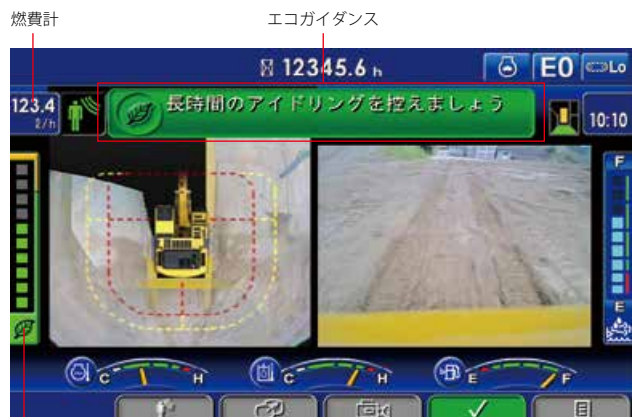 燃費計
エコガイダンス
12345.6 h
E0
Lo
123.4
ℓ/h
長時間のアイドリングを控えましょう
10:10
F
E
C H
C H
E F